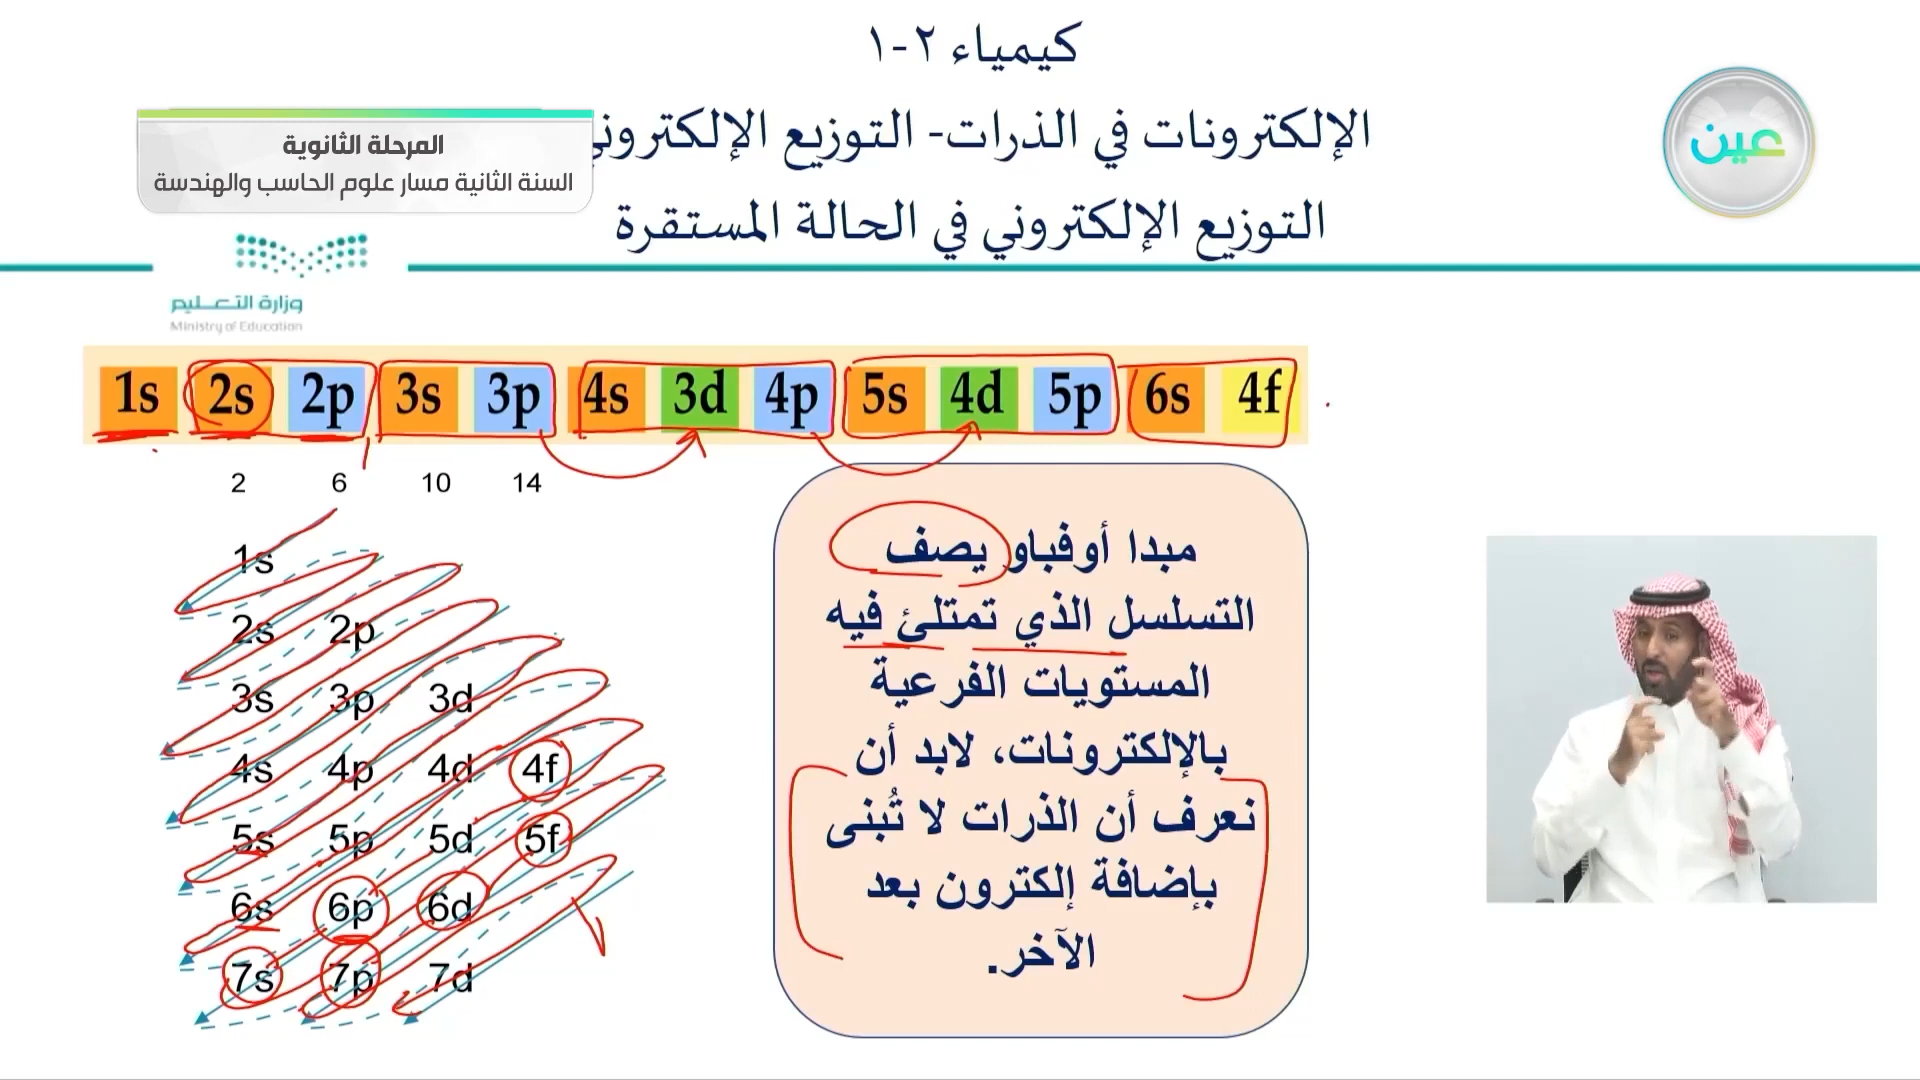 كيمياء ٢-١
الإلكترونات في الذرات- التوزيع الإلكتروني
التوزيع الإلكتروني في الحالة المستقرة
المرحلة الثانوية
السنة الثانية مسار علوم الحاسب والهندسة
عين
وزارة التعليم
Ministry of Education
1s 2s 2p 3s 3p 4s 3d 4p 5s 4d 5p 6s 4f
2 6 10 14
1s
2s 2p
3s 3p 3d
4s 4p 4d 4f
5s 5p 5d 5f
6s 6p 6d
7s 7p 7d
مبدا أوفباو يصف
التسلسل الذي تمتلئ فيه
المستويات الفرعية
بالإلكترونات، لابد أن
نعرف أن الذرات لا تُبنى
بإضافة إلكترون بعد
الآخر.